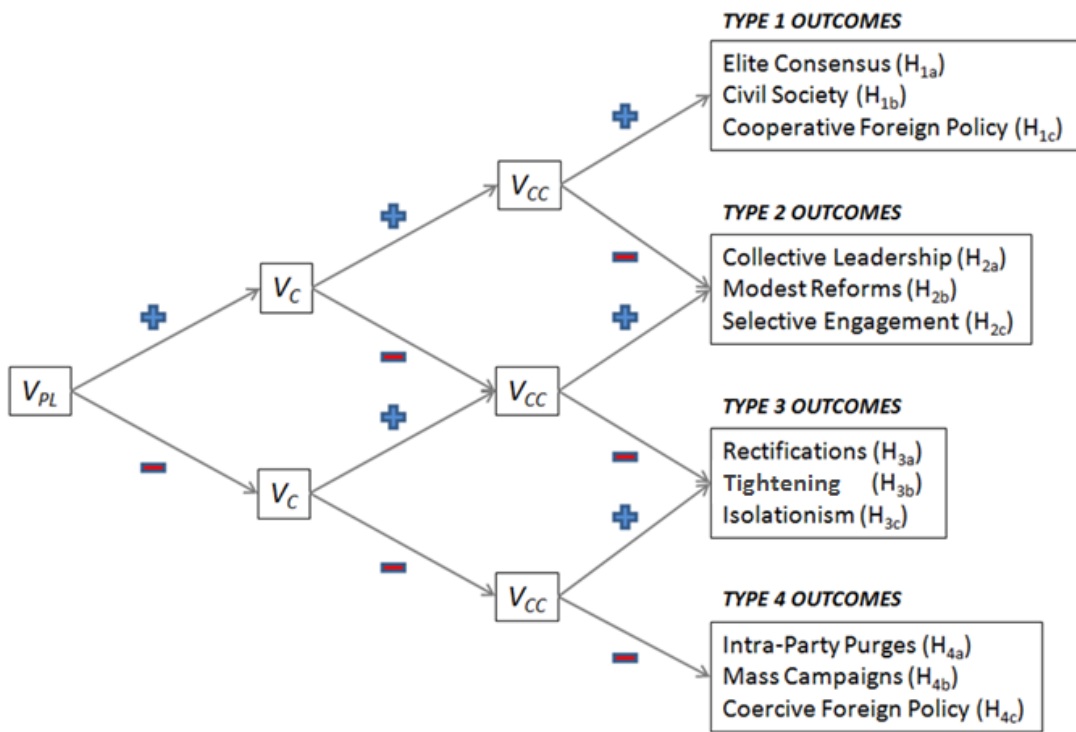 TYPE 1 OUTCOMES
Elite Consensus (H1a)
Civil Society (H1b)
Cooperative Foreign Policy (H1c)
VCC
TYPE 2 OUTCOMES
Collective Leadership (H2a)
Modest Reforms (H2b)
Selective Engagement (H2c)
VC
VPL
VCC
TYPE 3 OUTCOMES
Rectifications (H3a)
Tightening (H3b)
Isolationism (H3c)
VC
VCC
TYPE 4 OUTCOMES
Intra-Party Purges (H4a)
Mass Campaigns (H4b)
Coercive Foreign Policy (H4c)